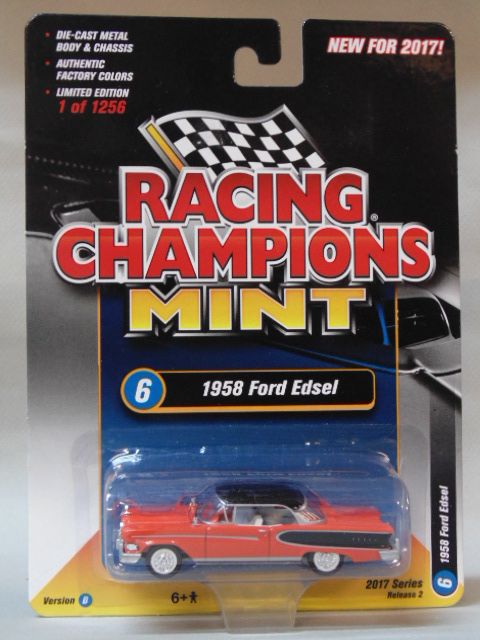 • DIE-CAST METAL
BODY & CHASSIS
• AUTHENTIC
FACTORY COLORS
• LIMITED EDITION
1 of 1256
NEW FOR 2017!
RACING
CHAMPIONS®
MINT
6 1958 Ford Edsel
6 1958 Ford Edsel
2017 Series
Release 2
Version B
6+